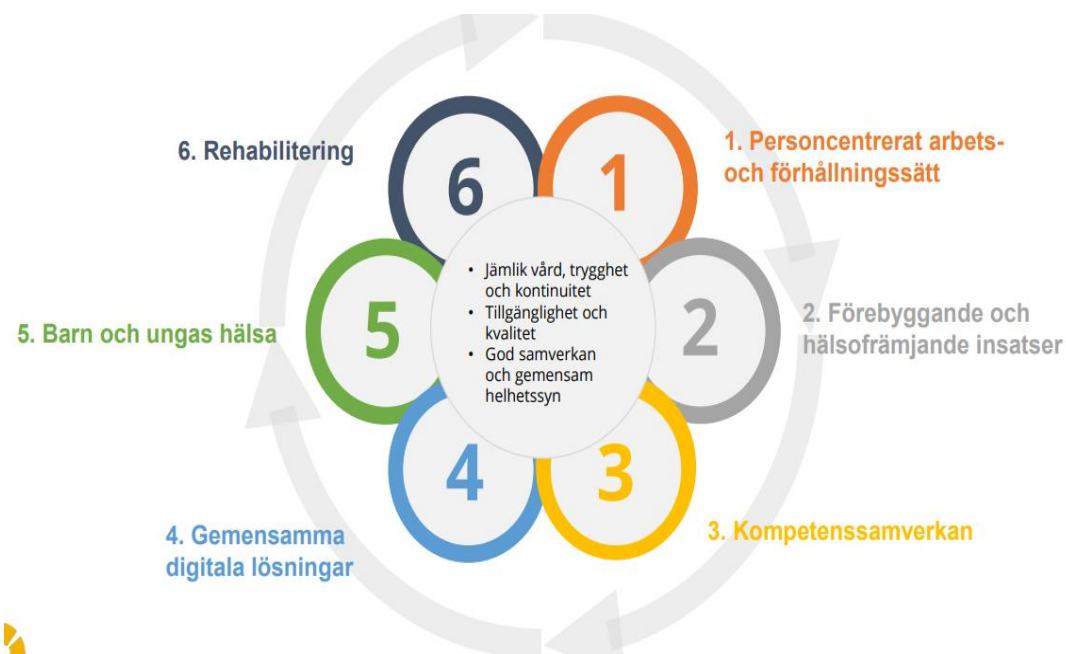 6. Rehabilitering
6
1
1. Personcentrerat arbets-
och förhållningssätt
• Jämlik vård, trygghet
och kontinuitet
• Tillgänglighet och
kvalitet
• God samverkan
och gemensam
helhetssyn
5. Barn och ungas hälsa
5
2
2. Förebyggande och
hälsofrämjande insatser
4
3
4. Gemensamma
digitala lösningar
3. Kompetenssamverkan